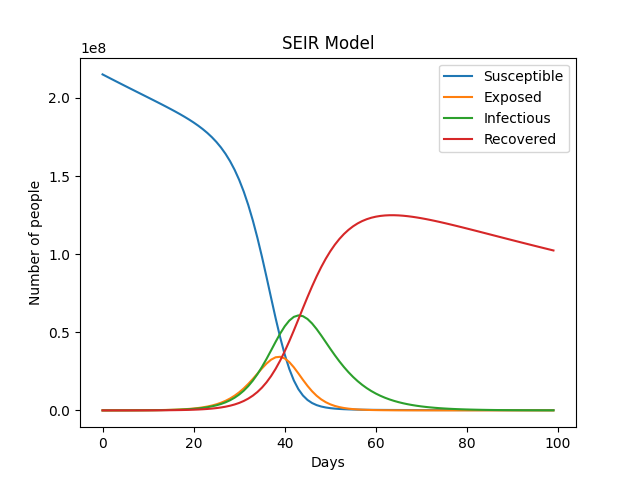 SEIR Model
1e8
Susceptible
Exposed
Infectious
Recovered
2.0
1.5
1.0
0.5
0.0
Number of people
0 20 40 60 80 100
Days